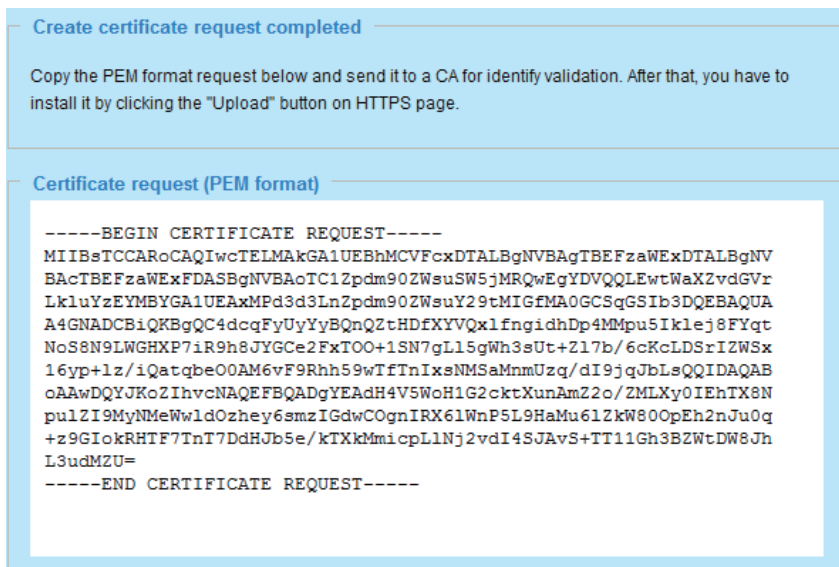 Create certificate request completed
Copy the PEM format request below and send it to a CA for identify validation. After that, you have to
install it by clicking the "Upload" button on HTTPS page.
Certificate request (PEM format)
-----BEGIN CERTIFICATE REQUEST-----
MIIBsTCCARoCAQIwcTELMAkGA1UEBhMCVFcxDTALBgNVBAgTBEFzaWExDTALBgNV
BAcTBEFzaWExFDASBgNVBAoTC1Zpdm90ZWsuSW5jMRQwEgYDVQQLEwtWaXZvdGVr
LkluYzEYMBYGA1UEAxMPd3d3LnZpdm90ZWsuY29tMIGfMA0GCSqGSIb3DQEBAQUA
A4GNADCBiQKBgQC4dcqFyUyYyBQnQZtHDfXYVQxlfngidhDp4MMpu5Iklej8FYqt
NoS8N9LWGHXP7iR9h8JYGCe2FxTOO+1SN7gLl5gWh3sUt+Zl7b/6cKcLDSrIZWSx
16yp+lz/iQatqbeO0AM6vF9Rhh59wTfTnIxsNMSaMnmUzq/dI9jqJbLsQQIDAQAB
oAAwDQYJKoZIhvcNAQEFBQADgYEAdH4V5WoH1G2cktXunAmZ2o/ZMLXy0IEhTX8N
pulZI9MyNMeWwldOzhey6smzIGdwCOgnIRX6lWnP5L9HaMu6lZkW80OpEh2nJu0q
+z9GIokRHTF7TnT7DdHJb5e/kTXkMmicpLlNj2vdI4SJAvS+TT11Gh3BZWtDW8Jh
L3udMZU=
-----END CERTIFICATE REQUEST-----